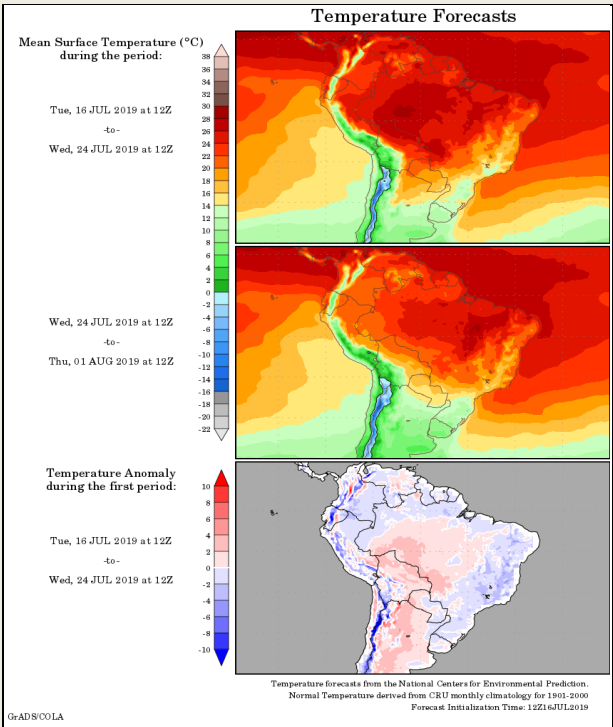 Temperature Forecasts
Mean Surface Temperature (°C)
during the period:
38
36
34
32
30
28
26
24
22
20
18
16
14
12
10
8
6
4
2
0
-2
-4
-6
-8
-10
-12
-14
-16
-18
-20
-22
Tue, 16 JUL 2019 at 12Z
-to-
Wed, 24 JUL 2019 at 12Z
Wed, 24 JUL 2019 at 12Z
-to-
Thu, 01 AUG 2019 at 12Z
Temperature Anomaly
during the first period:
10
8
6
4
2
0
-2
-4
-6
-8
-10
Tue, 16 JUL 2019 at 12Z
-to-
Wed, 24 JUL 2019 at 12Z
Temperature forecasts from the National Centers for Environmental Prediction.
Normal Temperature derived from CRU monthly climatology for 1901-2000
Forecast Initialization Time: 12Z16JUL2019
GrADS/COLA